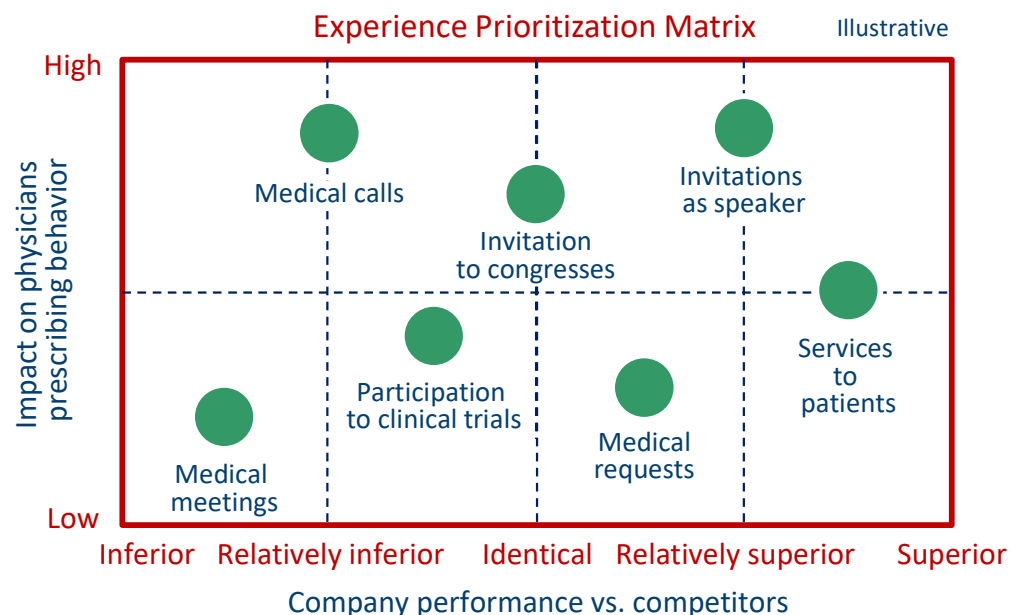 Experience Prioritization Matrix
Illustrative
High
Impact on physicians
prescribing behavior
Medical calls
Invitation
to congresses
Invitations
as speaker
Participation
to clinical trials
Services
to
patients
Medical
meetings
Medical
requests
Low
Inferior
Relatively inferior
Identical
Relatively superior
Superior
Company performance vs. competitors